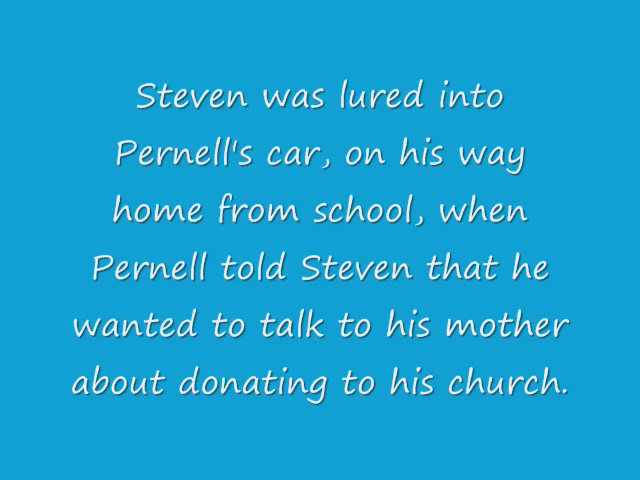 Steven was lured into
Pernell's car, on his way
home from school, when
Pernell told Steven that he
wanted to talk to his mother
about donating to his church.